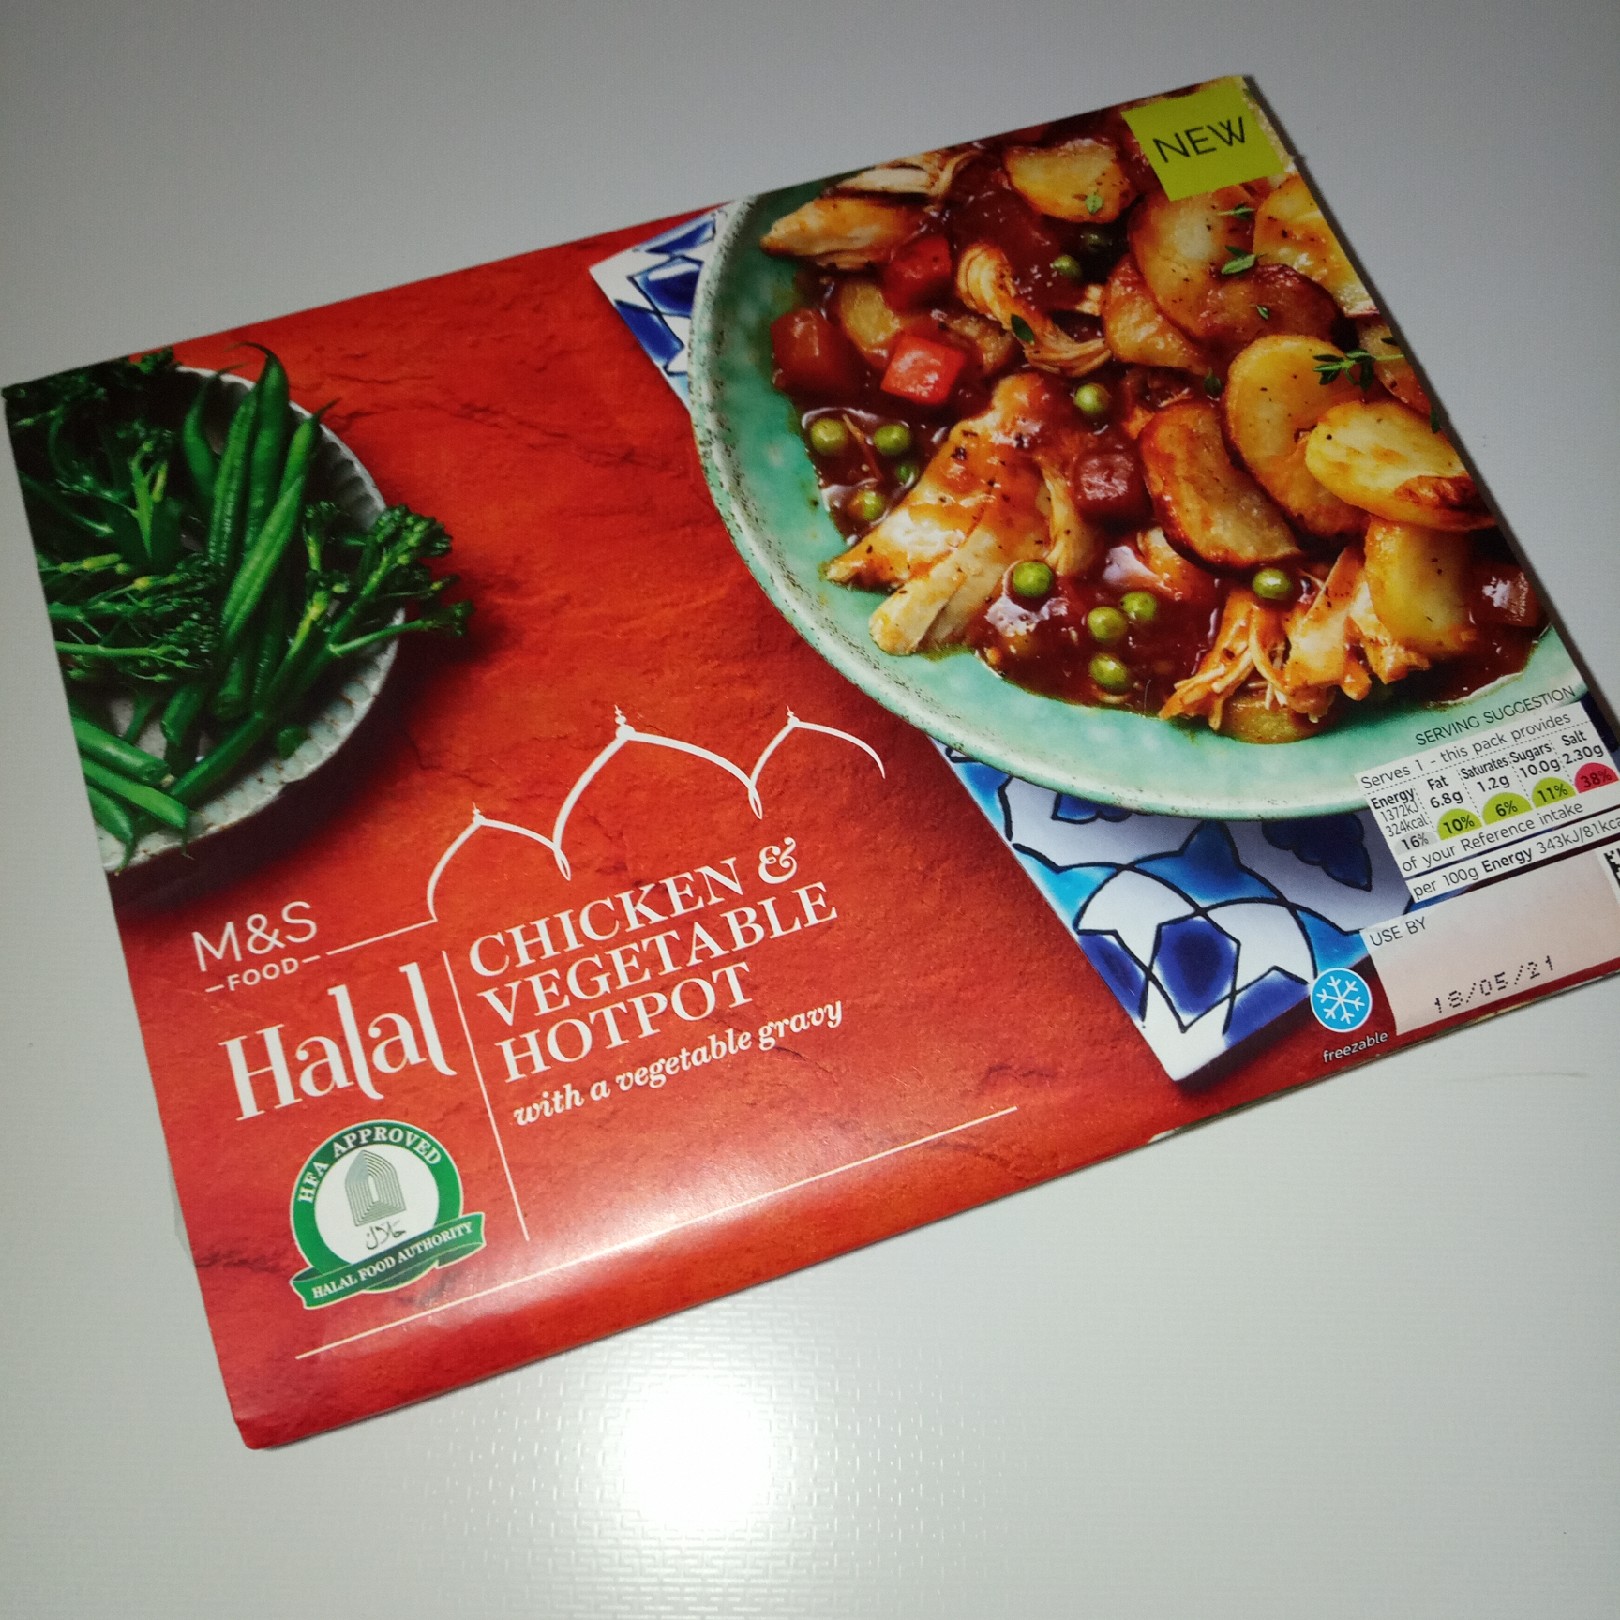 NEW
M&S
FOOD
Halal
CHICKEN &
VEGETABLE
HOTPOT
with a vegetable gravy
HFA APPROVED
حلال
HALAL FOOD AUTHORITY
SERVING SUGGESTION
Serves 1 - this pack provides
Energy Fat Saturates Sugars Salt
1372kJ 6.8g 1.2g 10.0g 2.30g
324kcal
16% 10% 6% 11% 38%
of your Reference intake
per 100g Energy 343kJ/81kca
USE BY
18/05/21
freezable